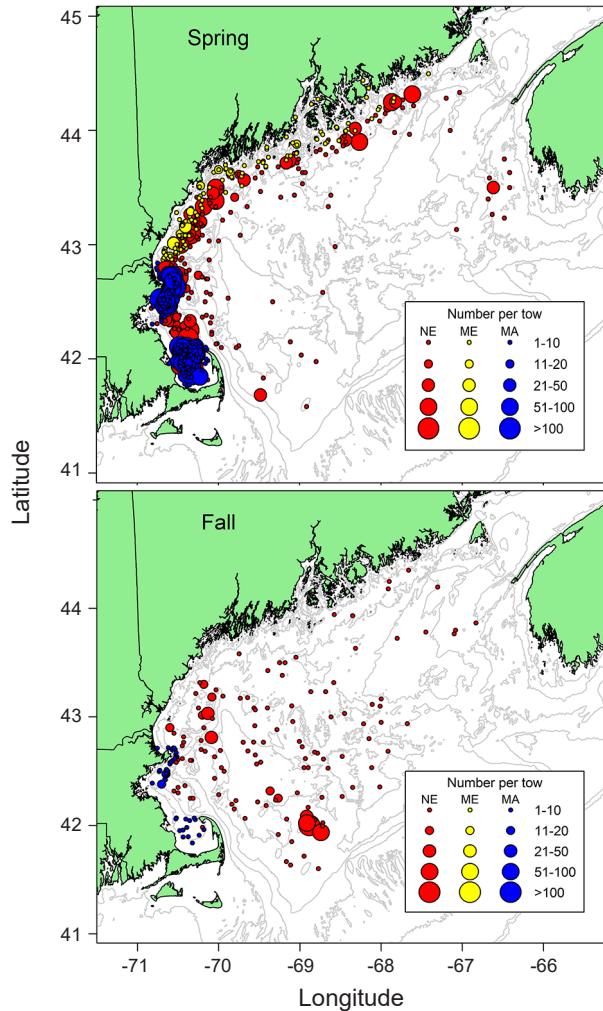 45
Spring
44
43
Number per tow
NE ME MA
1-10
11-20
42
21-50
51-100
>100
41
Latitude
Fall
44
43
Number per tow
NE ME MA
1-10
42
11-20
21-50
51-100
>100
41
-71 -70 -69 -68 -67 -66
Longitude